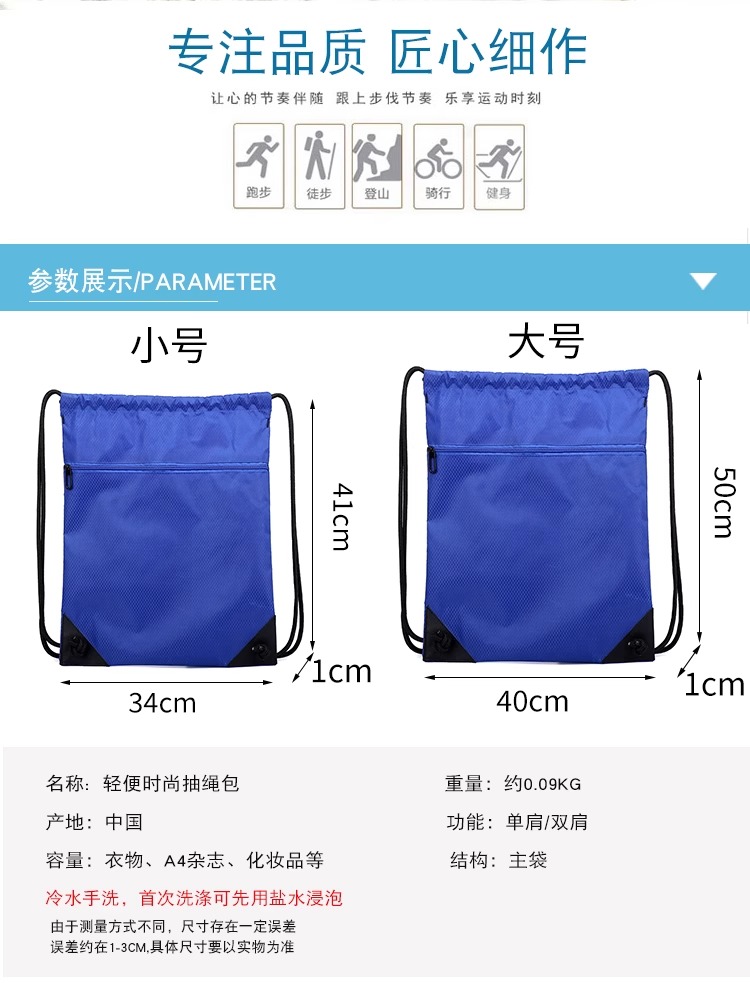 专注品质 匠心细作
让心的节奏伴随 跟上步伐节奏 乐享运动时刻
跑步 徒步 登山 骑行 健身
参数展示/PARAMETER
小号 大号
41cm 50cm
1cm 1cm
34cm 40cm
名称：轻便时尚抽绳包 重量：约0.09KG
产地：中国 功能：单肩/双肩
容量：衣物、A4杂志、化妆品等 结构：主袋
冷水手洗，首次洗涤可先用盐水浸泡
由于测量方式不同，尺寸存在一定误差
误差约在1-3CM,具体尺寸要以实物为准